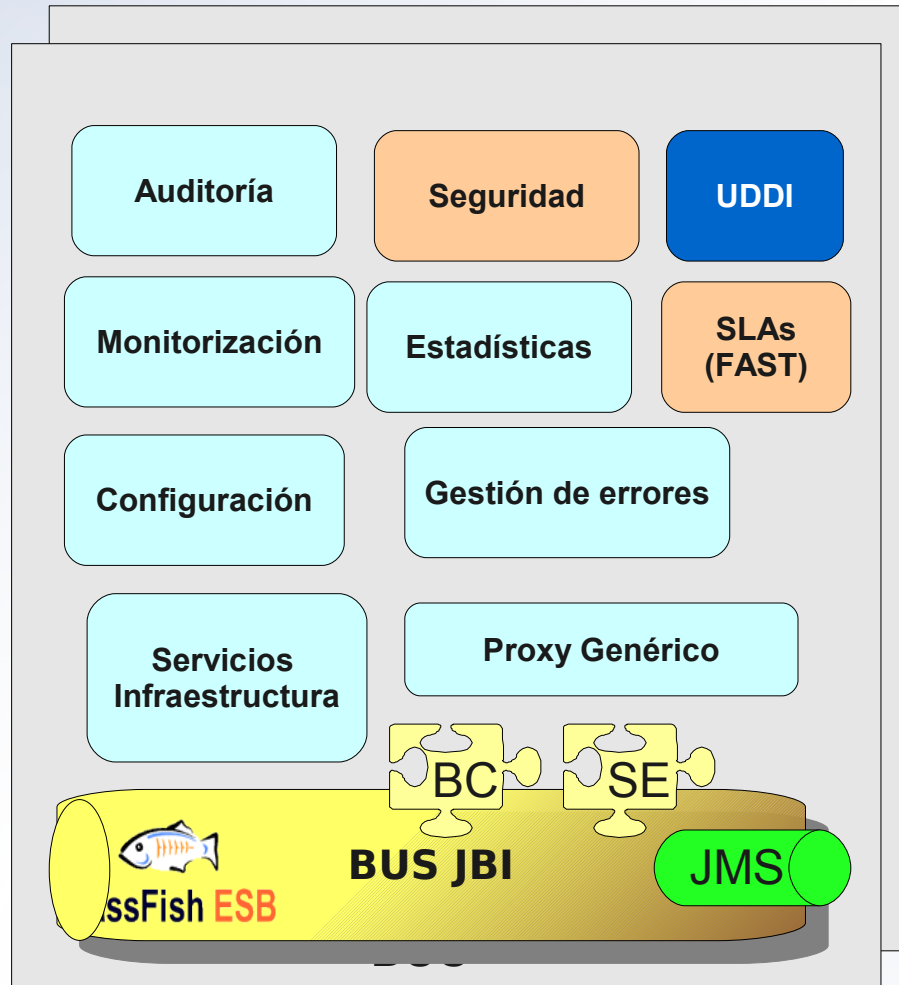 Auditoría
Seguridad
UDDI
Monitorización
Estadísticas
SLAs
(FAST)
Configuración
Gestión de errores
Servicios
Infraestructura
Proxy Genérico
BC
SE
BUS JBI
JMS
ssFish ESB